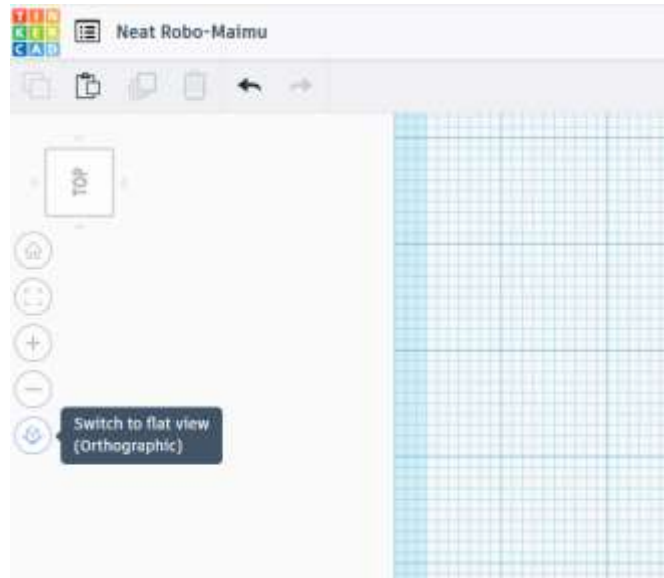 TIN
KER
CAD
Neat Robo-Maimu
TOP
Switch to flat view
(Orthographic)